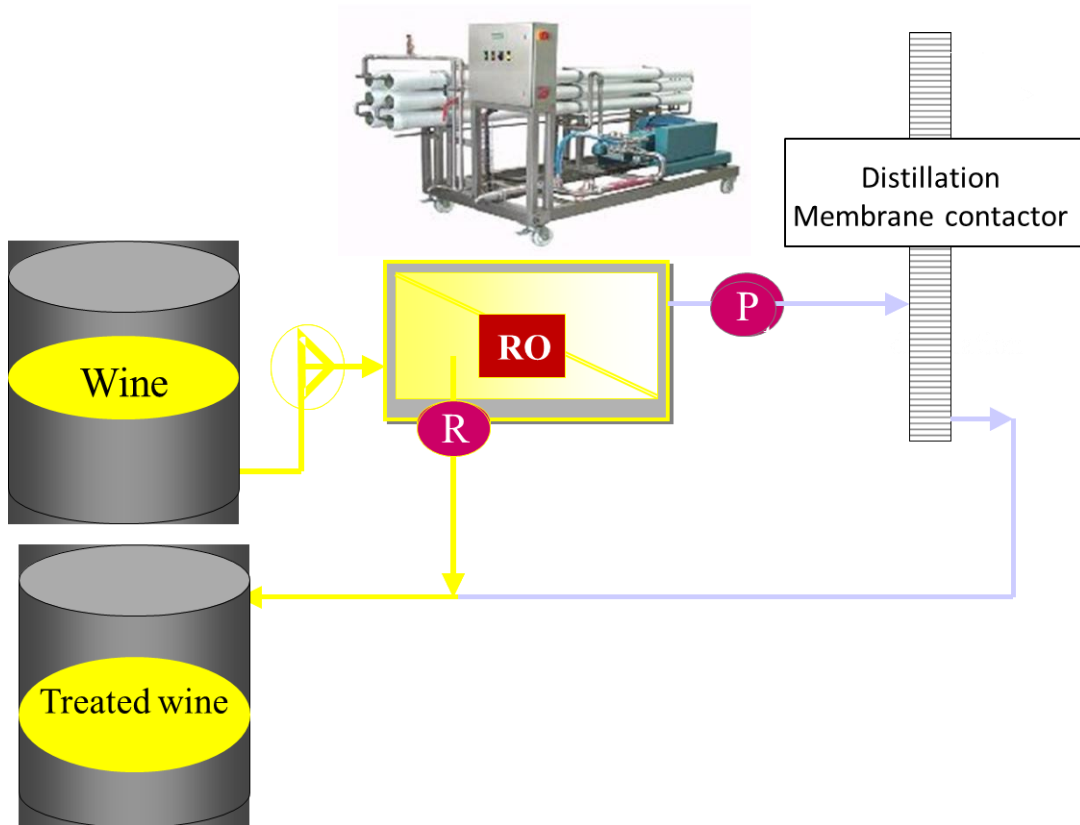 Distillation
Membrane contactor
Wine
RO
P
R
Treated wine